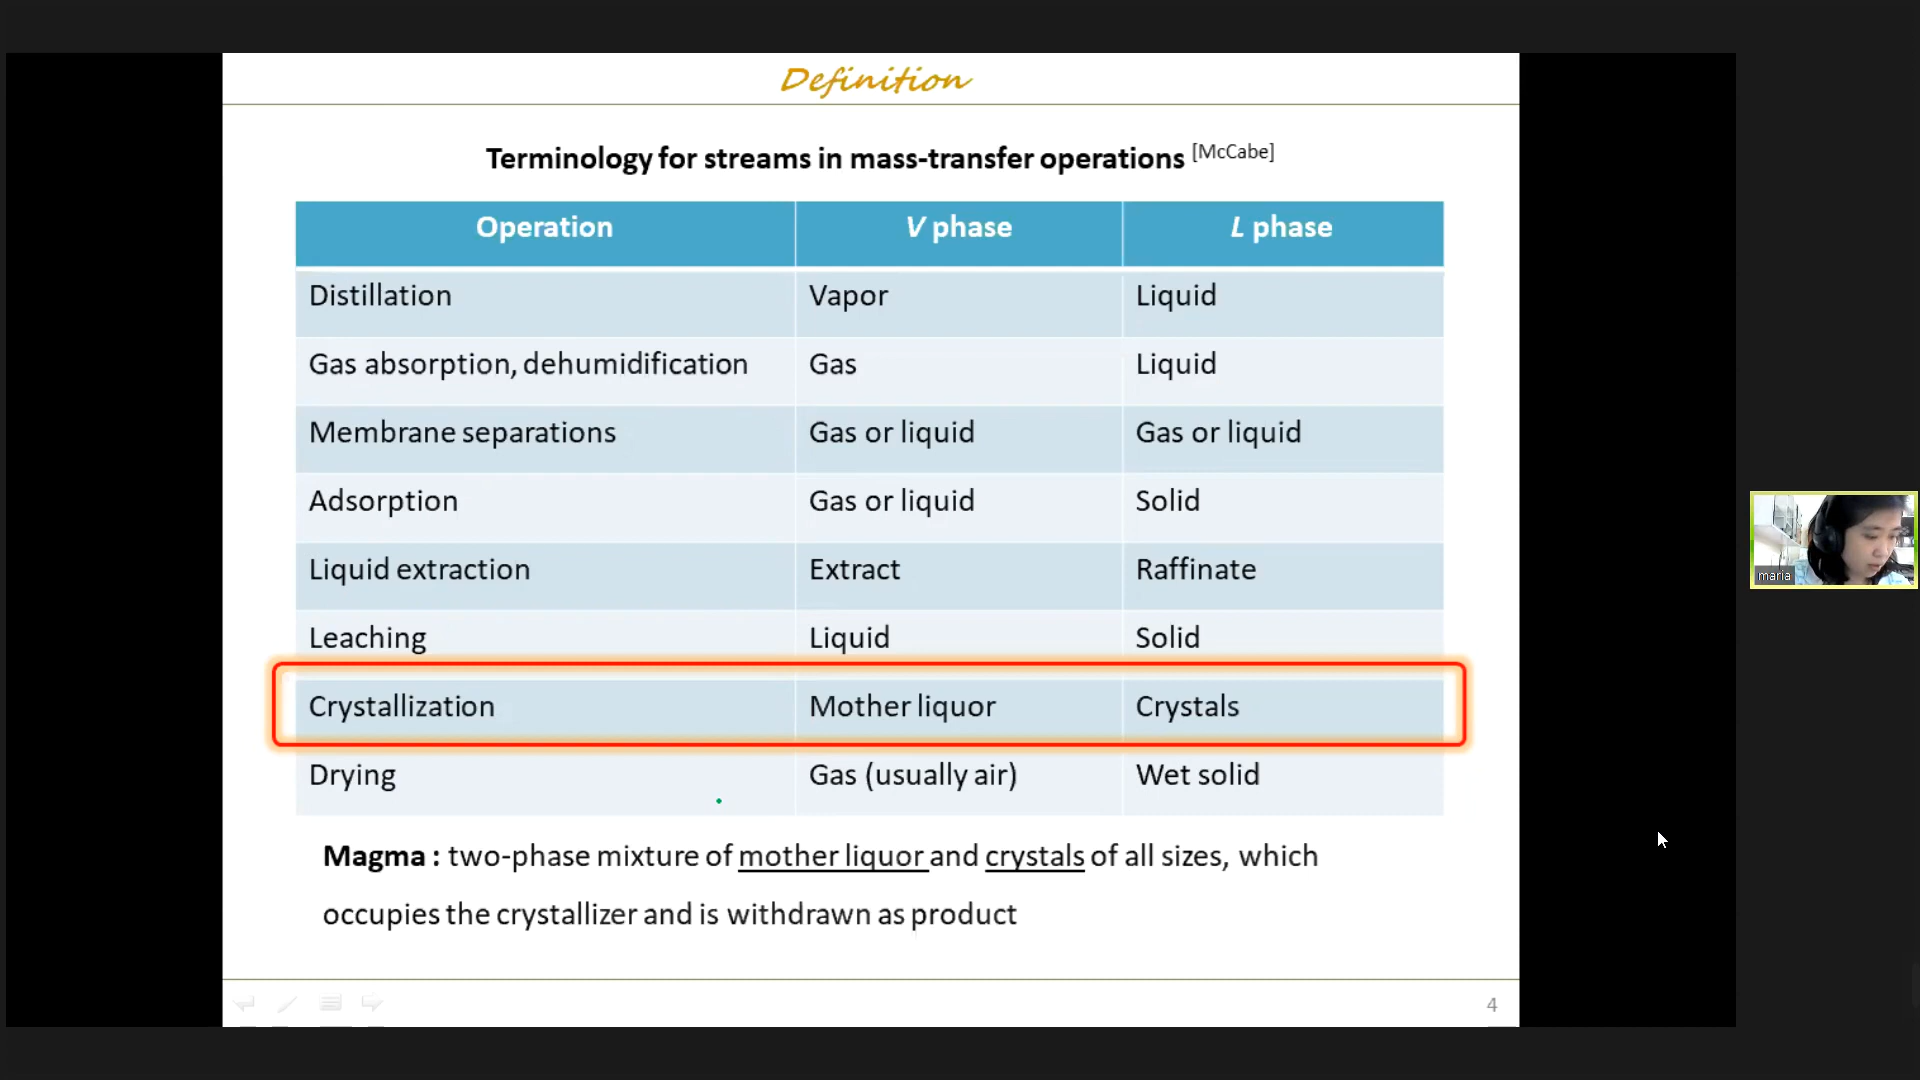 Definition
Terminology for streams in mass-transfer operations [McCabe]
Operation V phase L phase
Distillation Vapor Liquid
Gas absorption, dehumidification Gas Liquid
Membrane separations Gas or liquid Gas or liquid
Adsorption Gas or liquid Solid
Liquid extraction Extract Raffinate
Leaching Liquid Solid
Crystallization Mother liquor Crystals
Drying Gas (usually air) Wet solid
Magma : two-phase mixture of mother liquor and crystals of all sizes, which
occupies the crystallizer and is withdrawn as product
4
maria